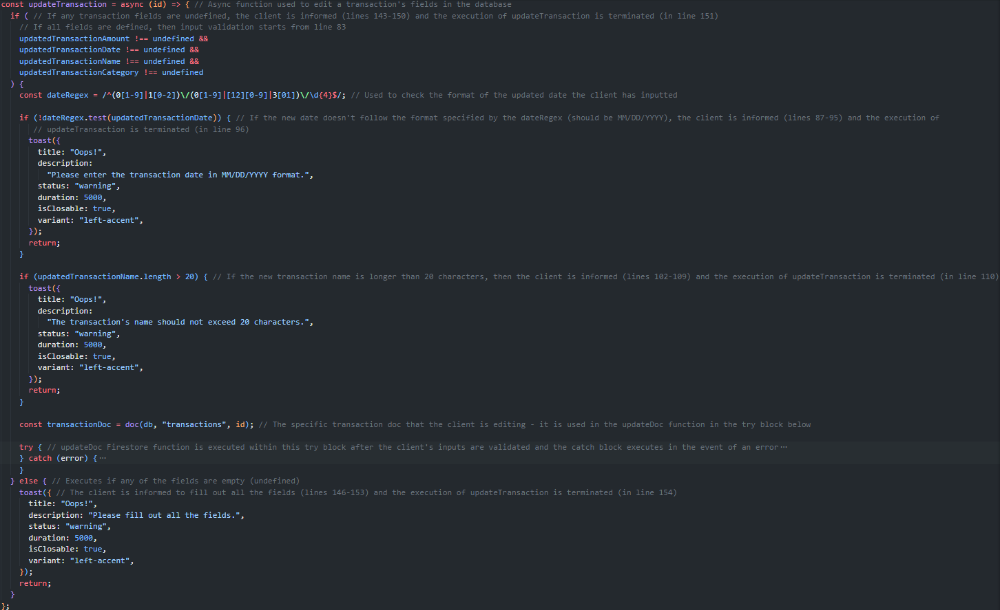 const updateTransaction = async (id) => { // Async function used to edit a transaction's fields in the database
if ( // If any transaction fields are undefined, the client is informed (lines 143-150) and the execution of updateTransaction is terminated (in line 151)
// If all fields are defined, then input validation starts from line 83
updatedTransactionAmount !== undefined &&
updatedTransactionDate !== undefined &&
updatedTransactionName !== undefined &&
updatedTransactionCategory !== undefined
) {
const dateRegex = /^(0[1-9]|1[0-2])\/(0[1-9]|[12][0-9]|3[01])\/\d{4}$/; // Used to check the format of the updated date the client has inputted
if (!dateRegex.test(updatedTransactionDate)) { // If the new date doesn't follow the format specified by the dateRegex (should be MM/DD/YYYY), the client is informed (lines 87-95) and the execution of
// updateTransaction is terminated (in line 96)
toast({
title: "Oops!",
description:
"Please enter the transaction date in MM/DD/YYYY format.",
status: "warning",
duration: 5000,
isClosable: true,
variant: "left-accent",
});
return;
}
if (updatedTransactionName.length > 20) { // If the new transaction name is longer than 20 characters, then the client is informed (lines 102-109) and the execution of updateTransaction is terminated (in line 110)
toast({
title: "Oops!",
description:
"The transaction's name should not exceed 20 characters.",
status: "warning",
duration: 5000,
isClosable: true,
variant: "left-accent",
});
return;
}
const transactionDoc = doc(db, "transactions", id); // The specific transaction doc that the client is editing - it is used in the updateDoc function in the try block below
try { // updateDoc Firestore function is executed within this try block after the client's inputs are validated and the catch block executes in the event of an error⋯
} catch (error) {⋯
}
} else { // Executes if any of the fields are empty (undefined)
toast({ // The client is informed to fill out all the fields (lines 146-153) and the execution of updateTransaction is terminated (in line 154)
title: "Oops!",
description: "Please fill out all the fields.",
status: "warning",
duration: 5000,
isClosable: true,
variant: "left-accent",
});
return;
}
};